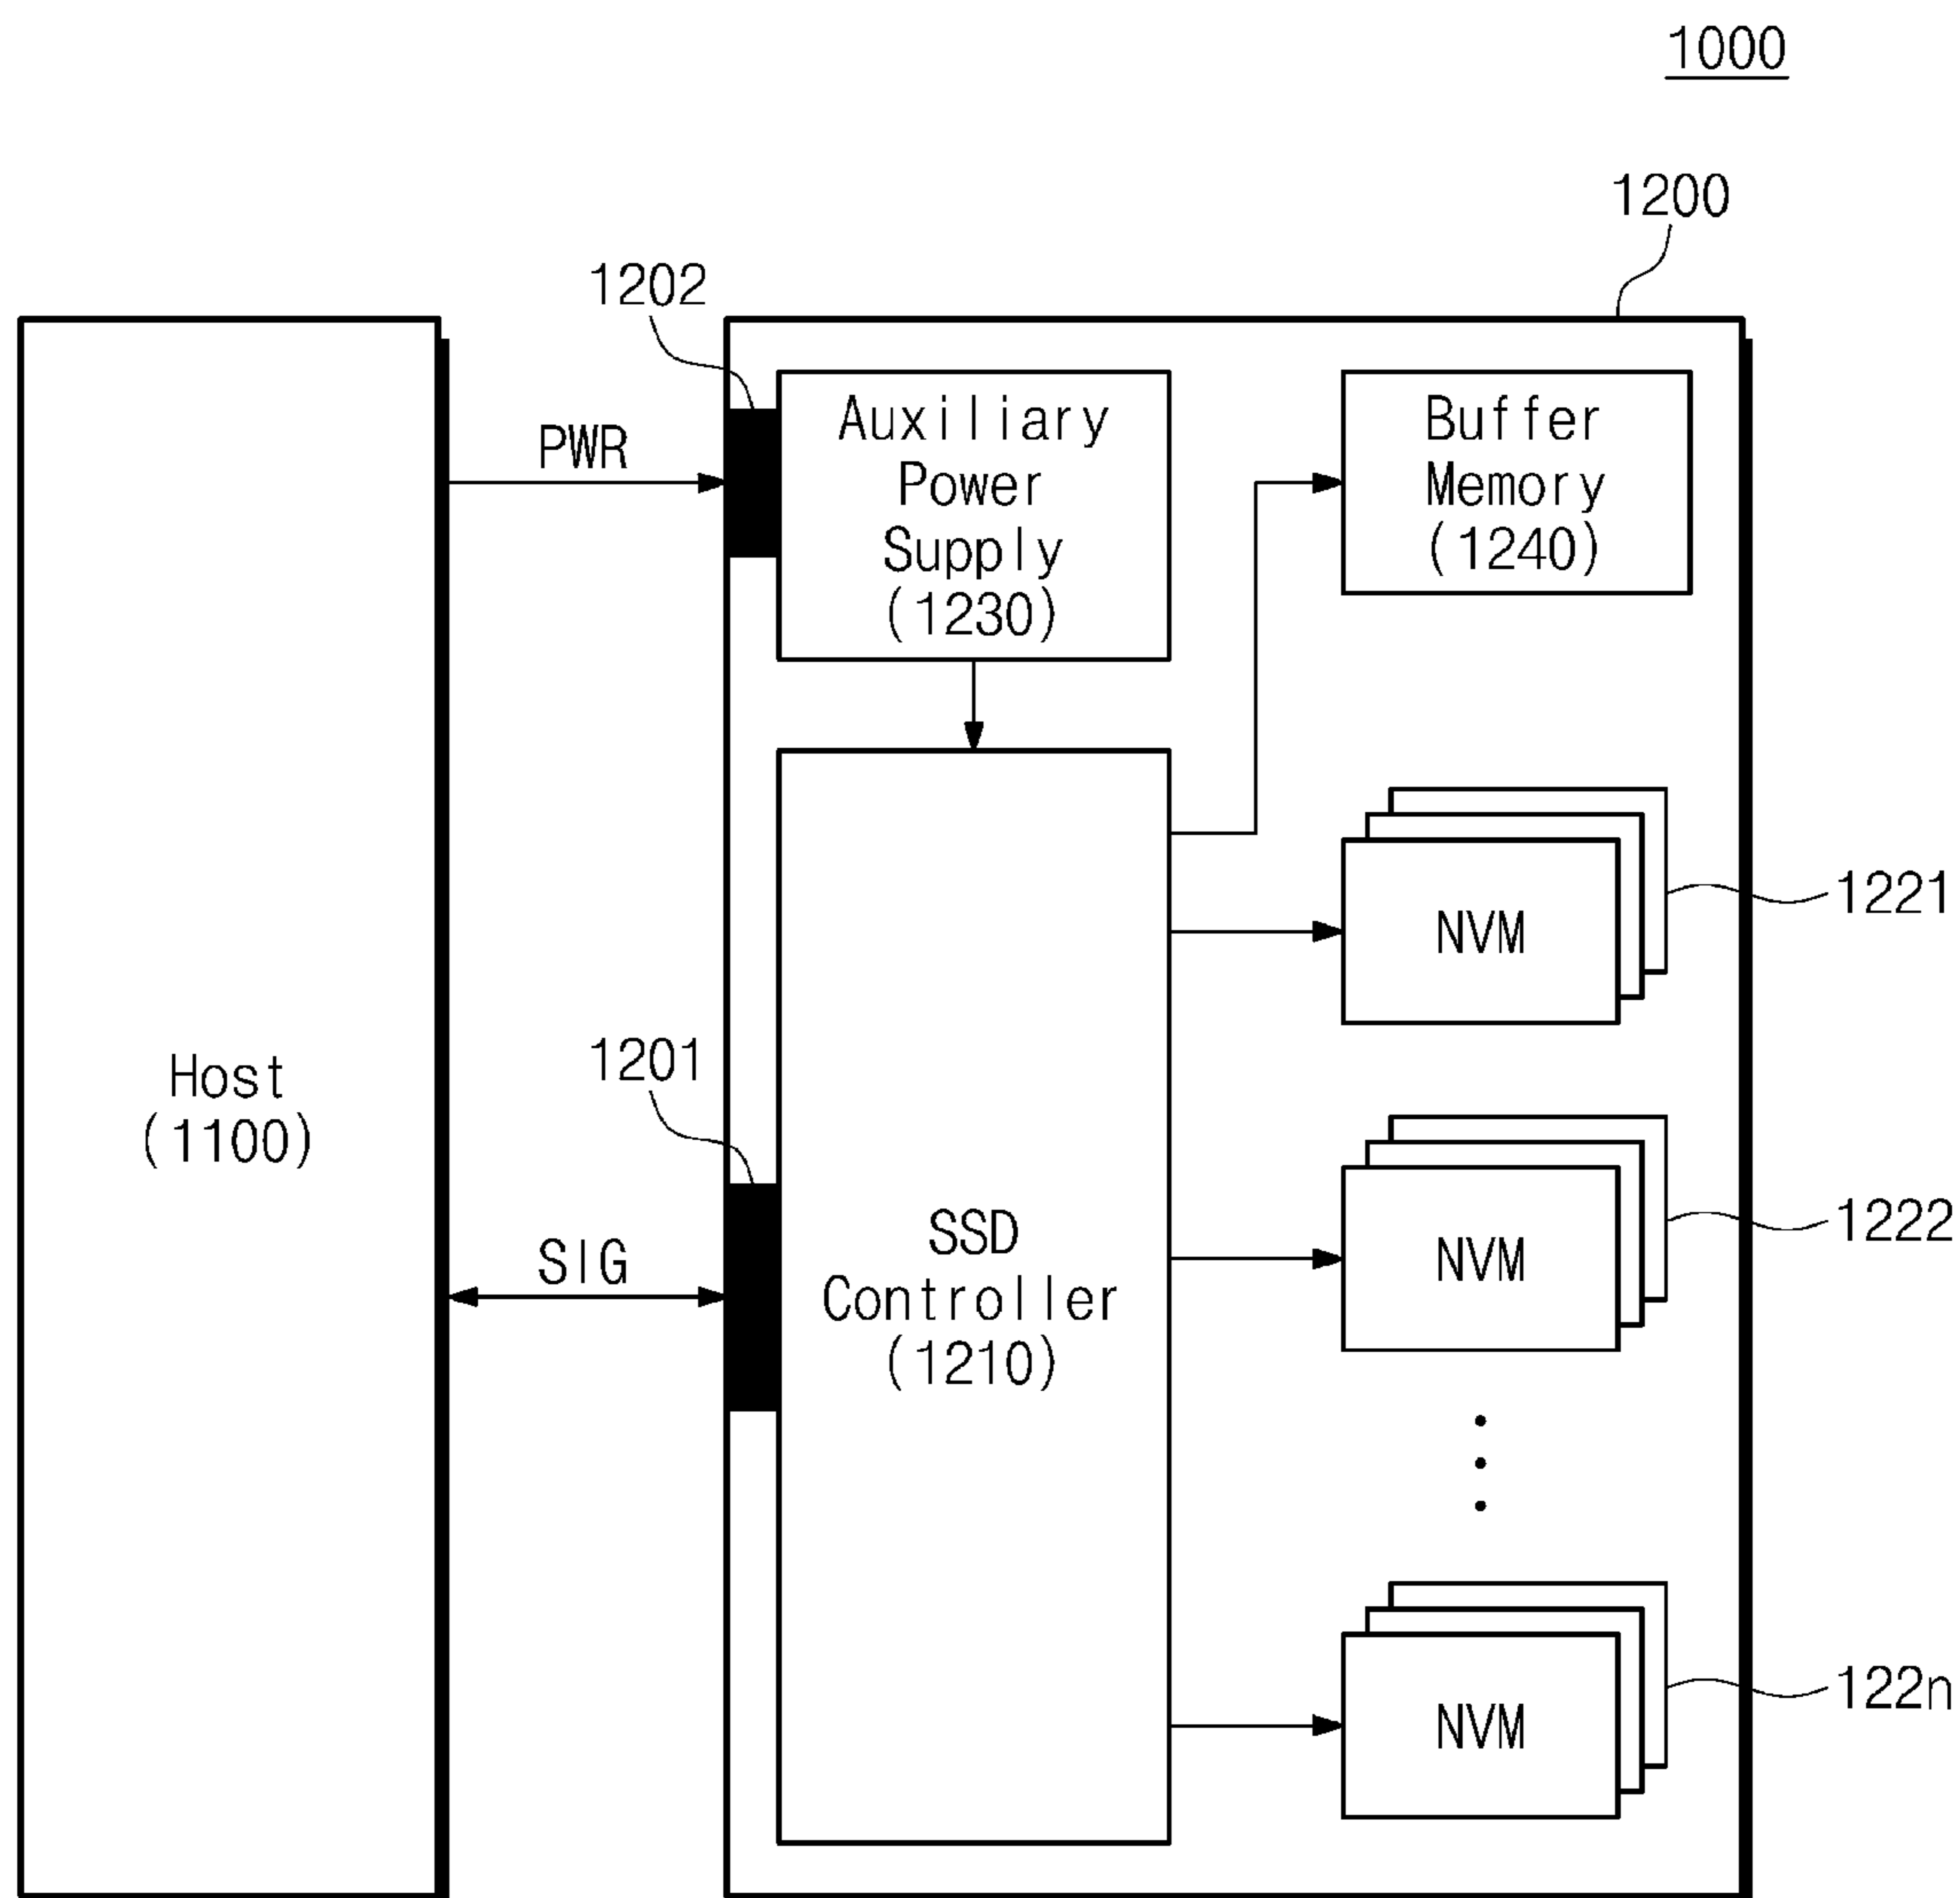 1000
1200
1202
Auxiliary
Power
Supply
(1230)
Buffer
Memory
(1240)
PWR
1221
NVM
Host
(1100)
1201
SIG
SSD
Controller
(1210)
1222
NVM
122n
NVM